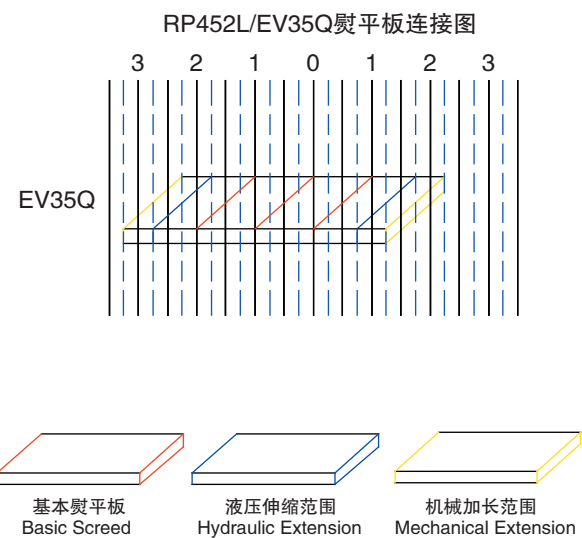 RP452L/EV35Q熨平板连接图
3 2 1 0 1 2 3
EV35Q
基本熨平板
Basic Screed
液压伸缩范围
Hydraulic Extension
机械加长范围
Mechanical Extension